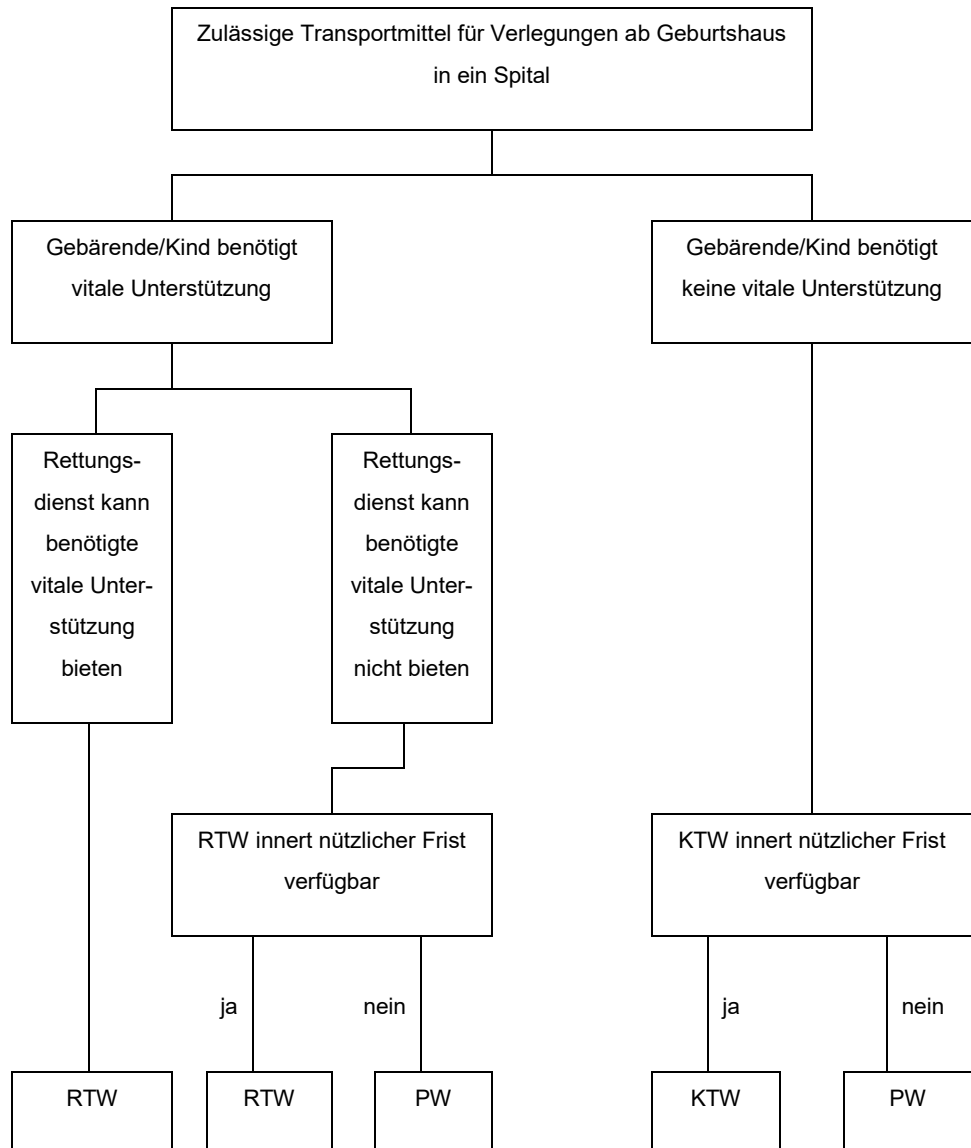 Zulässige Transportmittel für Verlegungen ab Geburtshaus
in ein Spital
Gebärende/Kind benötigt
vitale Unterstützung
Gebärende/Kind benötigt
keine vitale Unterstützung
Rettungs-
dienst kann
benötigte
vitale Unter-
stützung
bieten
Rettungs-
dienst kann
benötigte
vitale Unter-
stützung
nicht bieten
RTW innert nützlicher Frist
verfügbar
KTW innert nützlicher Frist
verfügbar
ja
nein
ja
nein
RTW
RTW
PW
KTW
PW